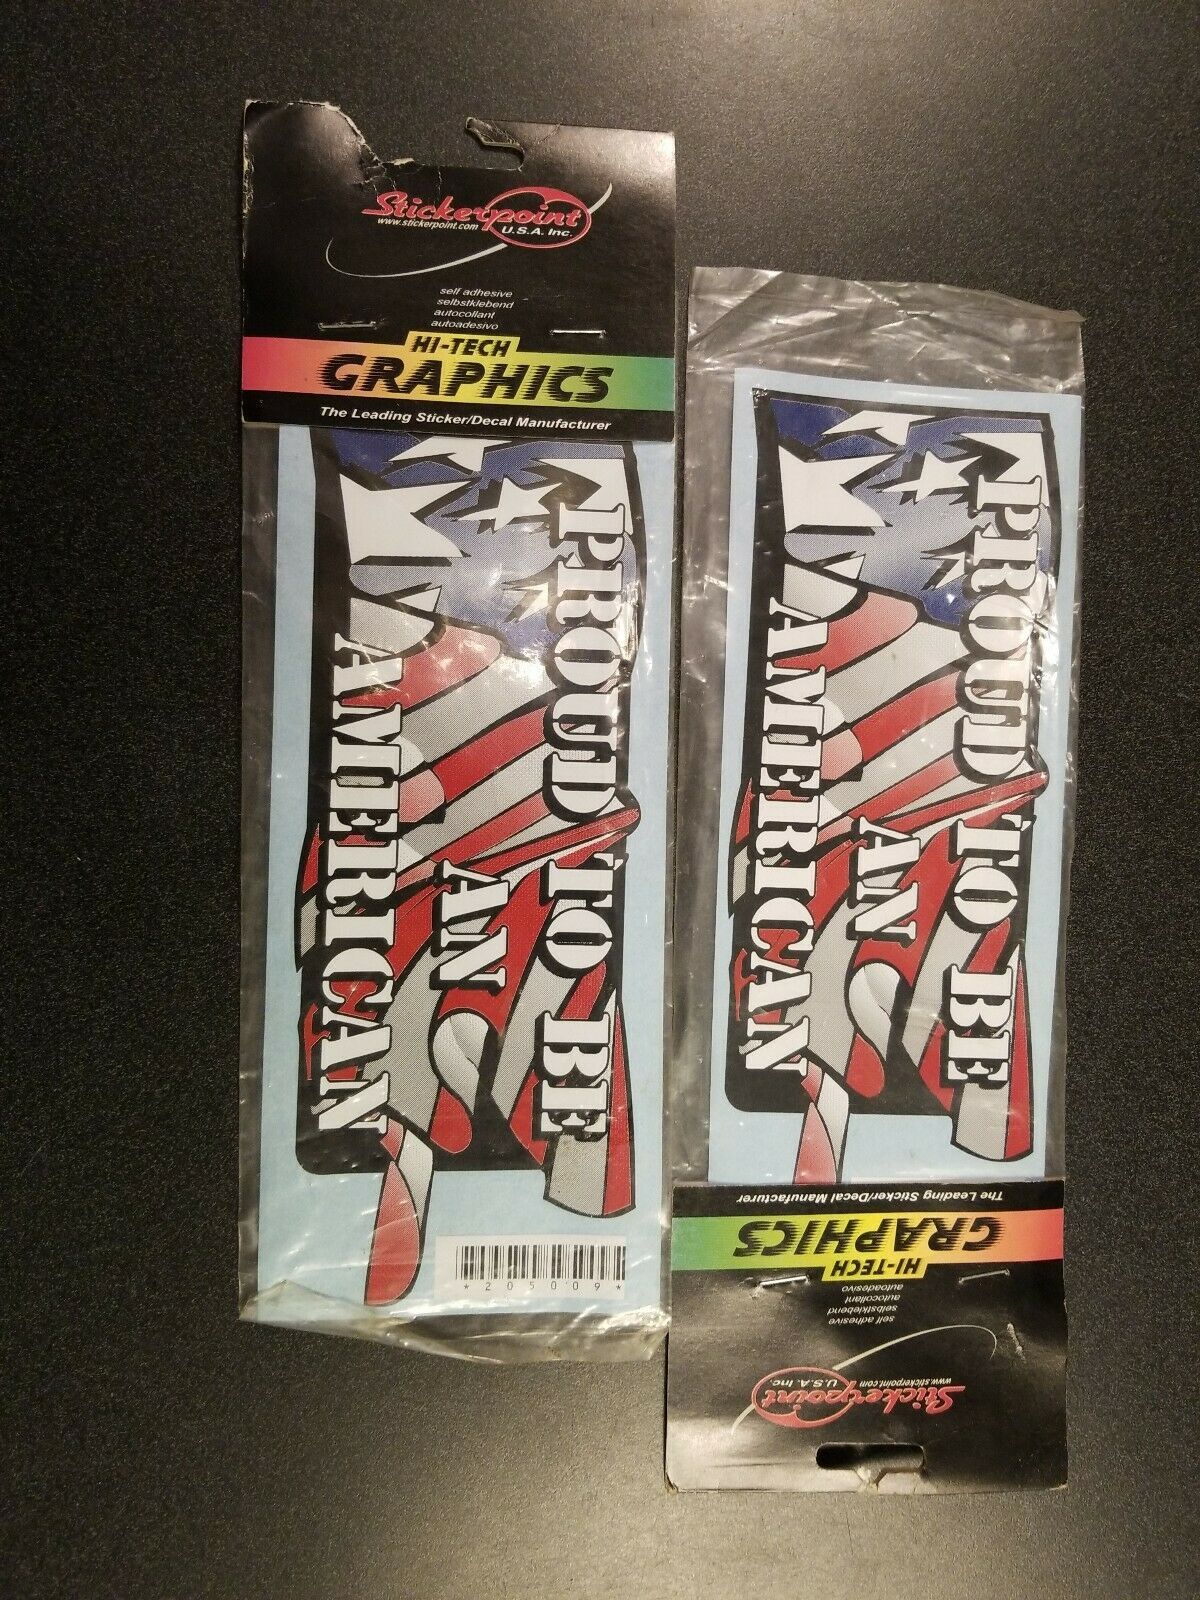 Stickerpoint
www.stickerpoint.com
U.S.A. Inc.
self adhesive
selbstklebend
autocollant
autoadesivo
HI-TECH
GRAPHICS
The Leading Sticker/Decal Manufacturer
PROUD TO BE
AN
AMERICAN
*20500.09*
PROUD TO BE
AN
AMERICAN
The Leading Sticker/Decal Manufacturer
GRAPHICS
HI-TECH
autoadesivo
autocollant
selbstklebend
self adhesive
U.S.A. Inc.
www.stickerpoint.com
Stickerpoint